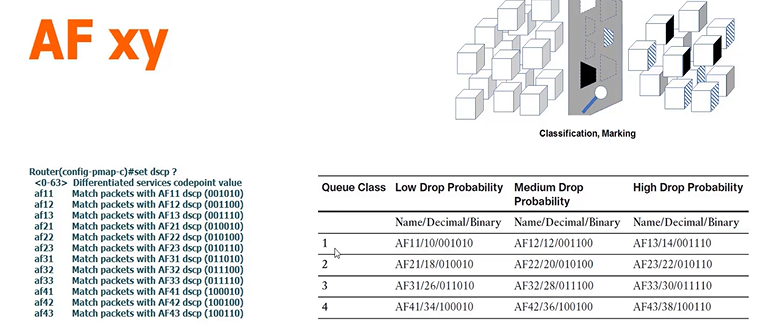 AF xy
Classification, Marking
Router(config-pmap-c)#set dscp ?
<0-63> Differentiated services codepoint value
af11 Match packets with AF11 dscp (001010)
af12 Match packets with AF12 dscp (001100)
af13 Match packets with AF13 dscp (001110)
af21 Match packets with AF21 dscp (010010)
af22 Match packets with AF22 dscp (010100)
af23 Match packets with AF23 dscp (010110)
af31 Match packets with AF31 dscp (011010)
af32 Match packets with AF32 dscp (011100)
af33 Match packets with AF33 dscp (011110)
af41 Match packets with AF41 dscp (100010)
af42 Match packets with AF42 dscp (100100)
af43 Match packets with AF43 dscp (100110)
Queue Class Low Drop Probability Medium Drop Probability High Drop Probability
Name/Decimal/Binary Name/Decimal/Binary Name/Decimal/Binary
1 AF11/10/001010 AF12/12/001100 AF13/14/001110
2 AF21/18/010010 AF22/20/010100 AF23/22/010110
3 AF31/26/011010 AF32/28/011100 AF33/30/011110
4 AF41/34/100010 AF42/36/100100 AF43/38/100110